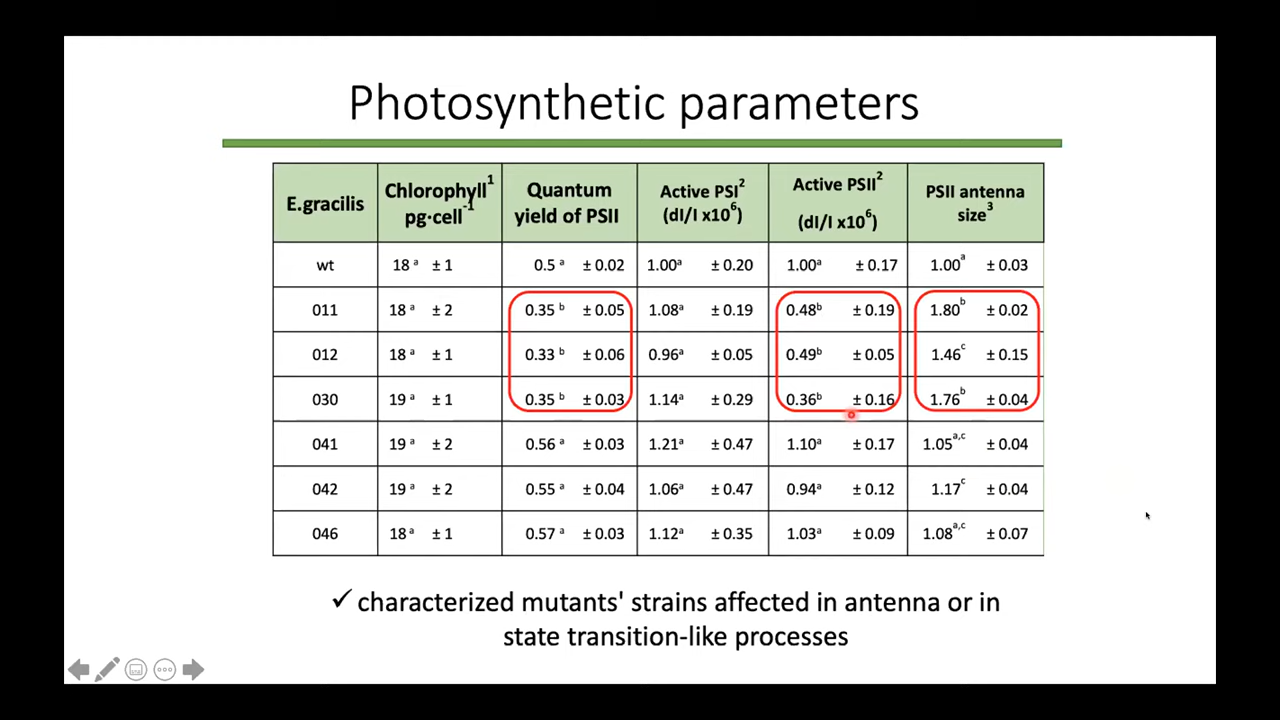 Photosynthetic parameters
E.gracilis | Chlorophyll¹ pg·cell⁻¹ | Quantum yield of PSII | Active PSI² (dI/I x10⁶) | Active PSII² (dI/I x10⁶) | PSII antenna size³
wt | 18 ᵃ ± 1 | 0.5 ᵃ ± 0.02 | 1.00ᵃ ± 0.20 | 1.00ᵃ ± 0.17 | 1.00ᵃ ± 0.03
011 | 18 ᵃ ± 2 | 0.35 ᵇ ± 0.05 | 1.08ᵃ ± 0.19 | 0.48ᵇ ± 0.19 | 1.80ᵇ ± 0.02
012 | 18 ᵃ ± 1 | 0.33 ᵇ ± 0.06 | 0.96ᵃ ± 0.05 | 0.49ᵇ ± 0.05 | 1.46ᶜ ± 0.15
030 | 19 ᵃ ± 1 | 0.35 ᵇ ± 0.03 | 1.14ᵃ ± 0.29 | 0.36ᵇ ± 0.16 | 1.76ᵇ ± 0.04
041 | 19 ᵃ ± 2 | 0.56 ᵃ ± 0.03 | 1.21ᵃ ± 0.47 | 1.10ᵃ ± 0.17 | 1.05ᵃ,ᶜ ± 0.04
042 | 19 ᵃ ± 2 | 0.55 ᵃ ± 0.04 | 1.06ᵃ ± 0.47 | 0.94ᵃ ± 0.12 | 1.17ᶜ ± 0.04
046 | 18 ᵃ ± 1 | 0.57 ᵃ ± 0.03 | 1.12ᵃ ± 0.35 | 1.03ᵃ ± 0.09 | 1.08ᵃ,ᶜ ± 0.07
✓ characterized mutants' strains affected in antenna or in
state transition-like processes